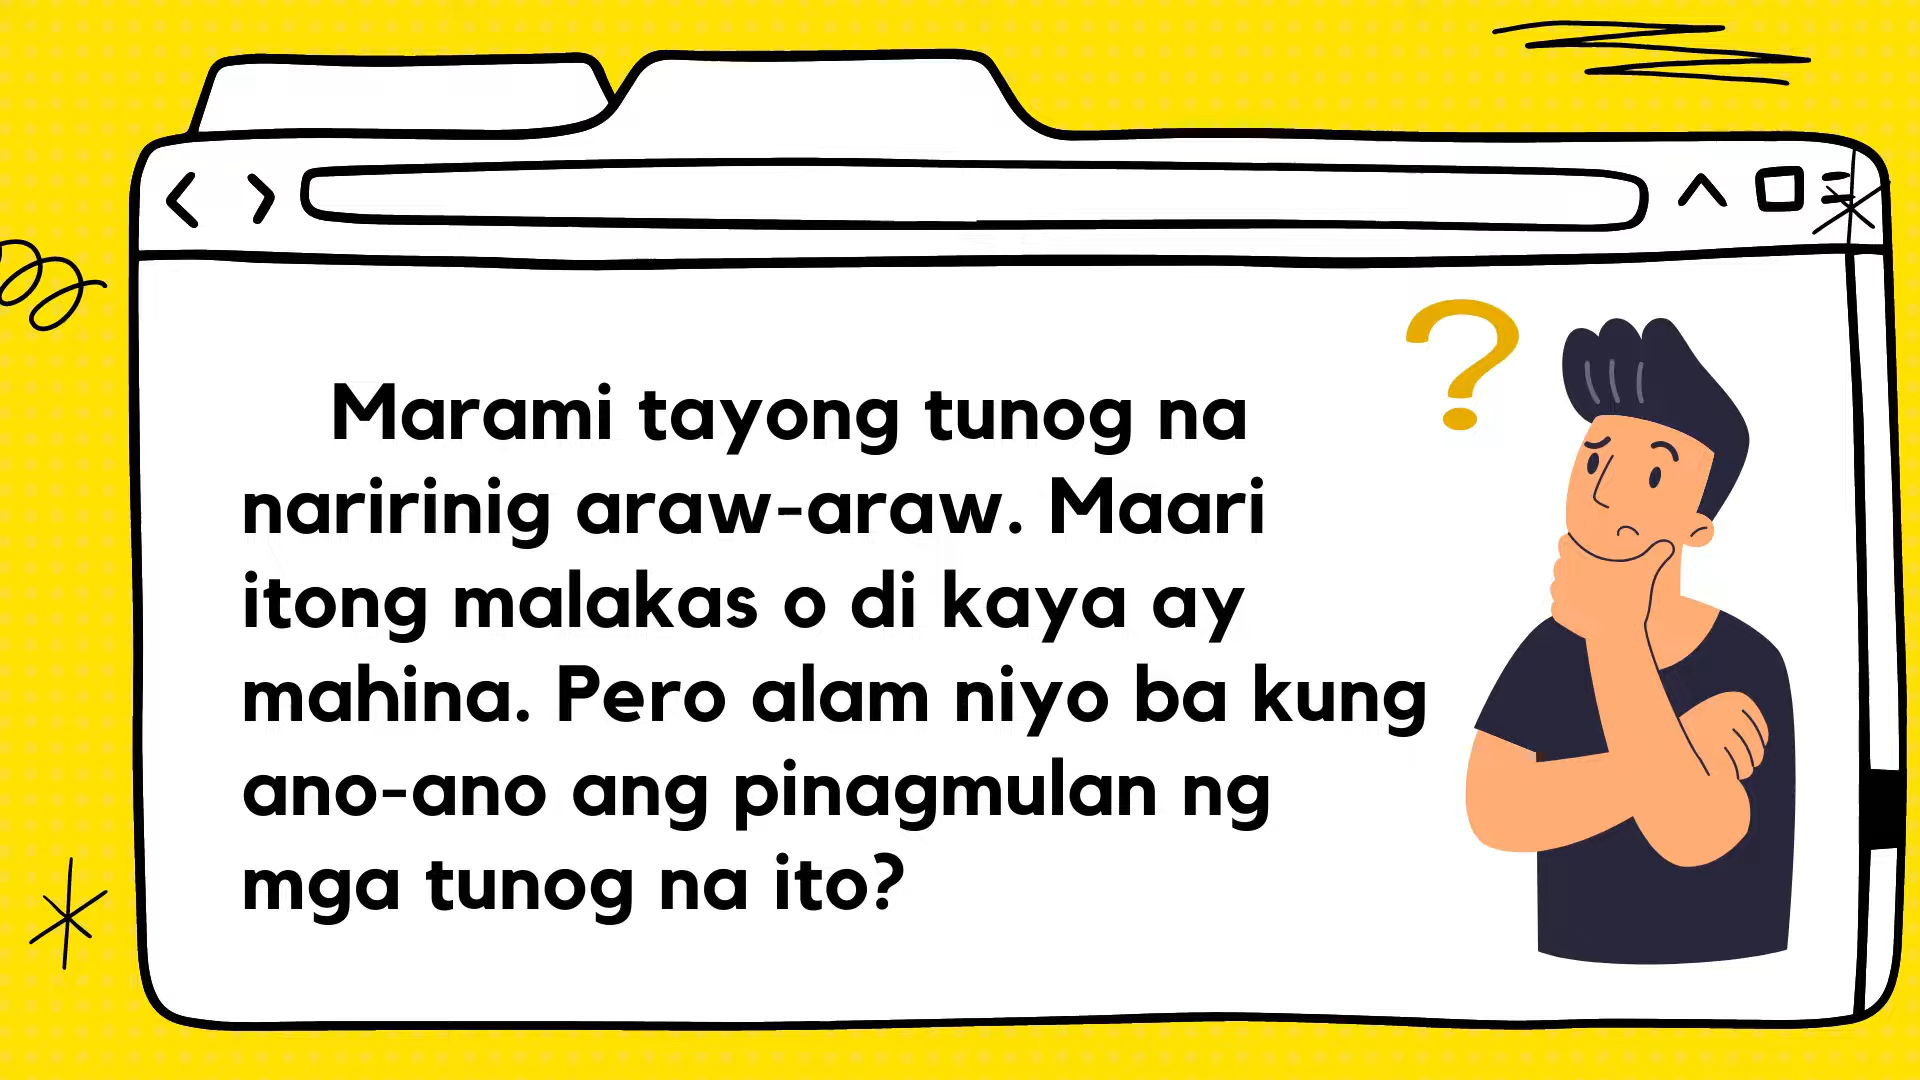 Marami tayong tunog na
naririnig araw-araw. Maari
itong malakas o di kaya ay
mahina. Pero alam niyo ba kung
ano-ano ang pinagmulan ng
mga tunog na ito?
?